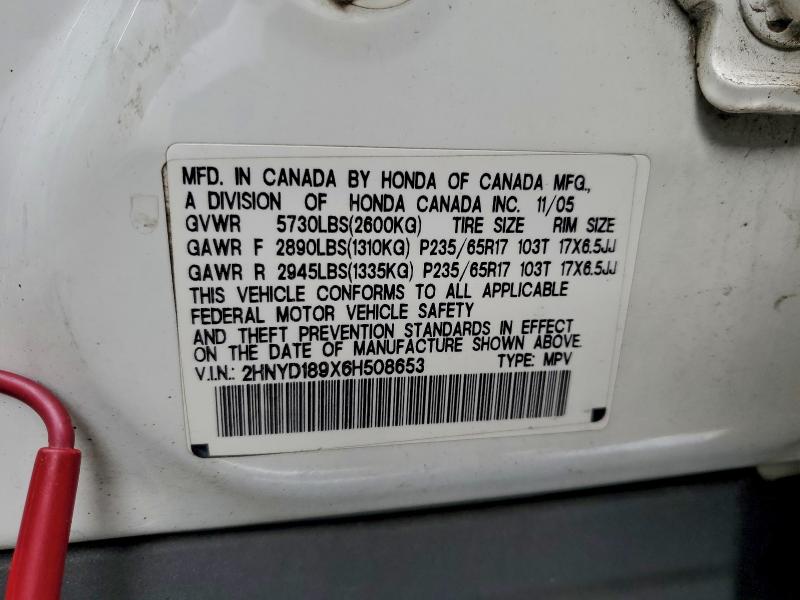 MFD. IN CANADA BY HONDA OF CANADA MFG.,
A DIVISION OF HONDA CANADA INC. 11/05
GVWR 5730LBS(2600KG) TIRE SIZE RIM SIZE
GAWR F 2890LBS(1310KG) P235/65R17 103T 17X6.5JJ
GAWR R 2945LBS(1335KG) P235/65R17 103T 17X6.5JJ
THIS VEHICLE CONFORMS TO ALL APPLICABLE
FEDERAL MOTOR VEHICLE SAFETY
AND THEFT PREVENTION STANDARDS IN EFFECT
ON THE DATE OF MANUFACTURE SHOWN ABOVE.
V.I.N.: 2HNYD189X6H508653 TYPE: MPV